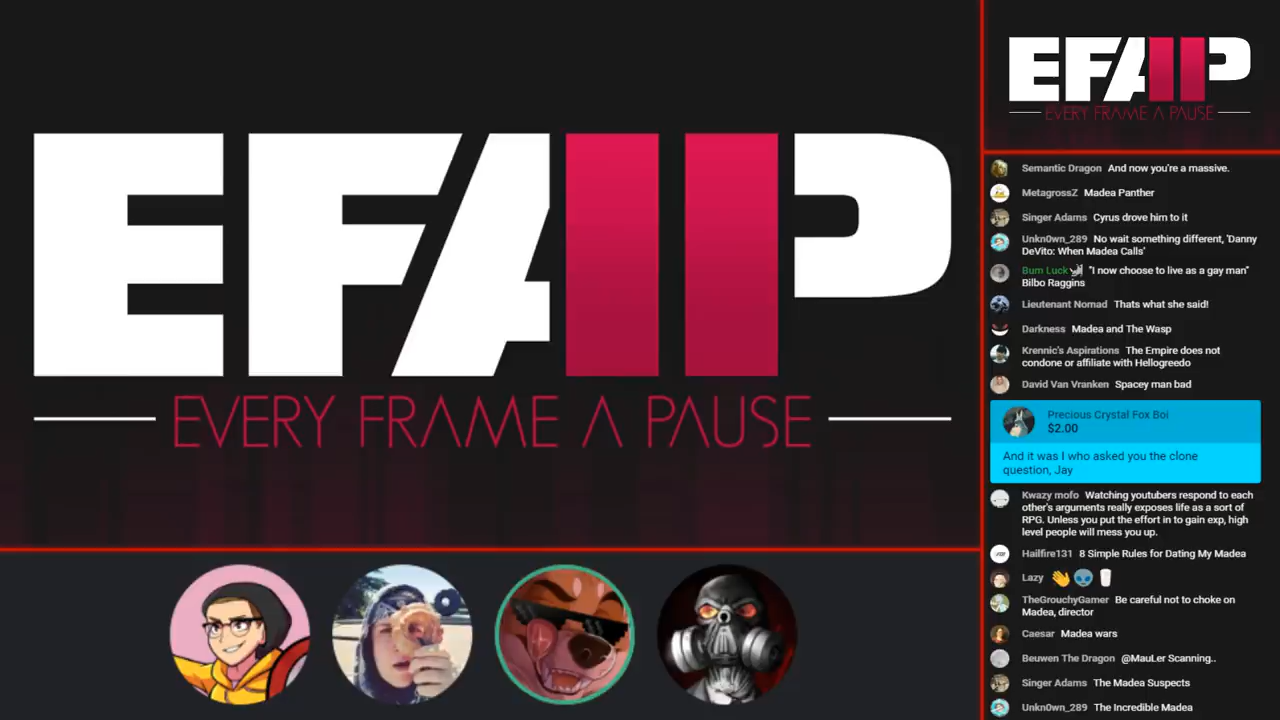 EFAP
EVERY FRAME A PAUSE
EFAP
EVERY FRAME A PAUSE
Semantic Dragon And now you're a massive.
MetagrossZ Madea Panther
Singer Adams Cyrus drove him to it
Unkn0wn_289 No wait something different, 'Danny
DeVito: When Madea Calls'
Bum Luck "I now choose to live as a gay man"
Bilbo Raggins
Lieutenant Nomad Thats what she said!
Darkness Madea and The Wasp
Krennic's Aspirations The Empire does not
condone or affiliate with Hellogreedo
David Van Vranken Spacey man bad
Precious Crystal Fox Boi
$2.00
And it was I who asked you the clone
question, Jay
Kwazy mofo Watching youtubers respond to each
other's arguments really exposes life as a sort of
RPG. Unless you put the effort in to gain exp, high
level people will mess you up.
Hailfire131 8 Simple Rules for Dating My Madea
Lazy 👋👽🥛
TheGrouchyGamer Be careful not to choke on
Madea, director
Caesar Madea wars
Beuwen The Dragon @MauLer Scanning..
Singer Adams The Madea Suspects
Unkn0wn_289 The Incredible Madea